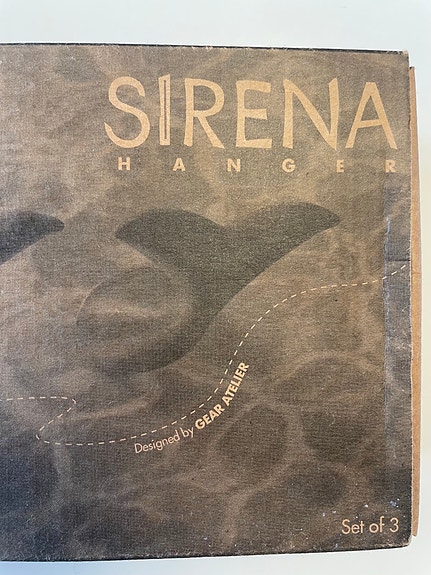 SIRENA
HANGER
Designed by GEAR ATELIER
Set of 3